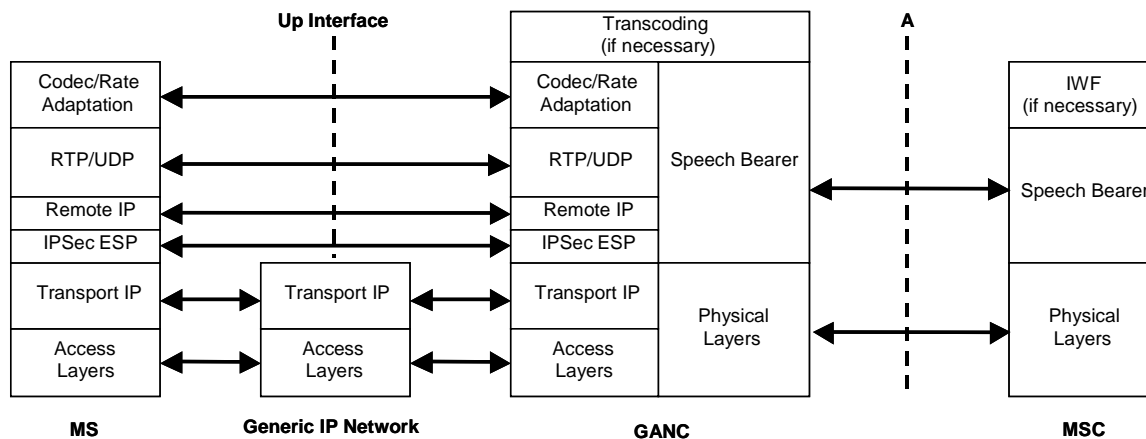 Up Interface
A
Transcoding
(if necessary)
Codec/Rate
Adaptation
Codec/Rate
Adaptation
IWF
(if necessary)
RTP/UDP
RTP/UDP
Speech Bearer
Speech Bearer
Remote IP
Remote IP
IPSec ESP
IPSec ESP
Transport IP
Transport IP
Transport IP
Physical
Layers
Physical
Layers
Access
Layers
Access
Layers
Access
Layers
MS
Generic IP Network
GANC
MSC